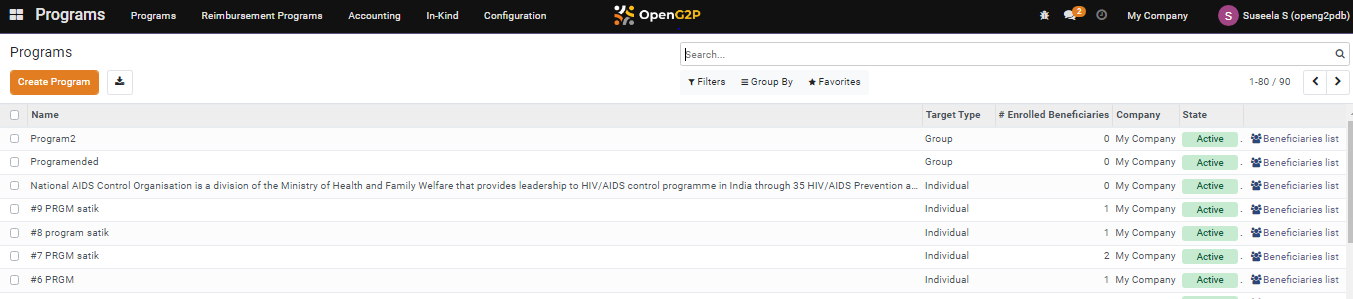 Programs Programs Reimbursement Programs Accounting In-Kind Configuration OpenG2P 2 My Company S Suseela S (openg2pdb)
Programs Search...
Create Program Filters Group By Favorites 1-80 / 90
Name Target Type # Enrolled Beneficiaries Company State
Program2 Group 0 My Company Active . Beneficiaries list
Programended Group 0 My Company Active . Beneficiaries list
National AIDS Control Organisation is a division of the Ministry of Health and Family Welfare that provides leadership to HIV/AIDS control programme in India through 35 HIV/AIDS Prevention a... Individual 0 My Company Active . Beneficiaries list
#9 PRGM satik Individual 1 My Company Active . Beneficiaries list
#8 program satik Individual 1 My Company Active . Beneficiaries list
#7 PRGM satik Individual 2 My Company Active . Beneficiaries list
#6 PRGM Individual 1 My Company Active . Beneficiaries list